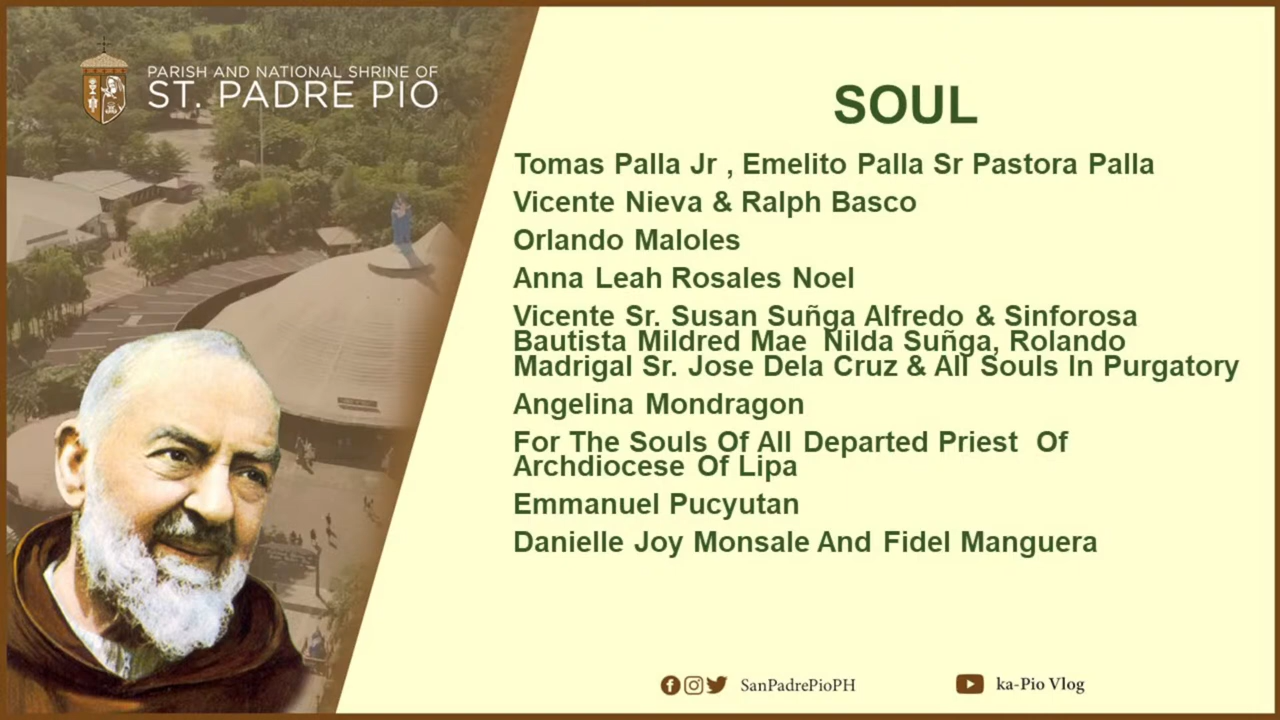 PARISH AND NATIONAL SHRINE OF
ST. PADRE PIO
SOUL
Tomas Palla Jr , Emelito Palla Sr Pastora Palla
Vicente Nieva & Ralph Basco
Orlando Maloles
Anna Leah Rosales Noel
Vicente Sr. Susan Suñga Alfredo & Sinforosa
Bautista Mildred Mae  Nilda Suñga, Rolando
Madrigal Sr. Jose Dela Cruz & All Souls In Purgatory
Angelina Mondragon
For The Souls Of All Departed Priest  Of
Archdiocese Of Lipa
Emmanuel Pucyutan
Danielle Joy Monsale And Fidel Manguera
SanPadrePioPH
ka-Pio Vlog